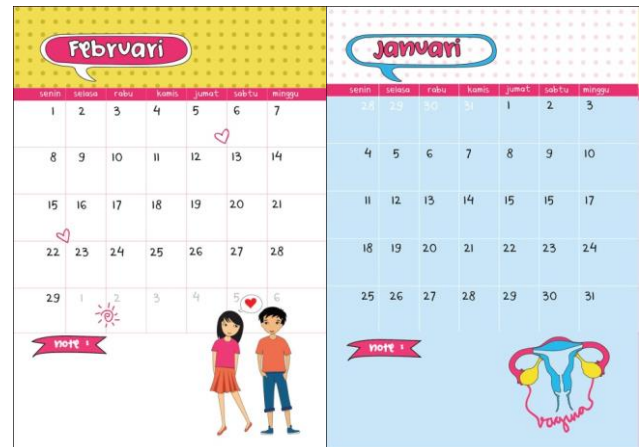 Februari
senin selasa rabu kamis jumat sabtu minggu
1 2 3 4 5 6 7
8 9 10 11 12 13 14
15 16 17 18 19 20 21
22 23 24 25 26 27 28
29 1 2 3 4 5 6
note :
Januari
senin selasa rabu kamis jumat sabtu minggu
28 29 30 31 1 2 3
4 5 6 7 8 9 10
11 12 13 14 15 15 17
18 19 20 21 22 23 24
25 26 27 28 29 30 31
note :
vagina